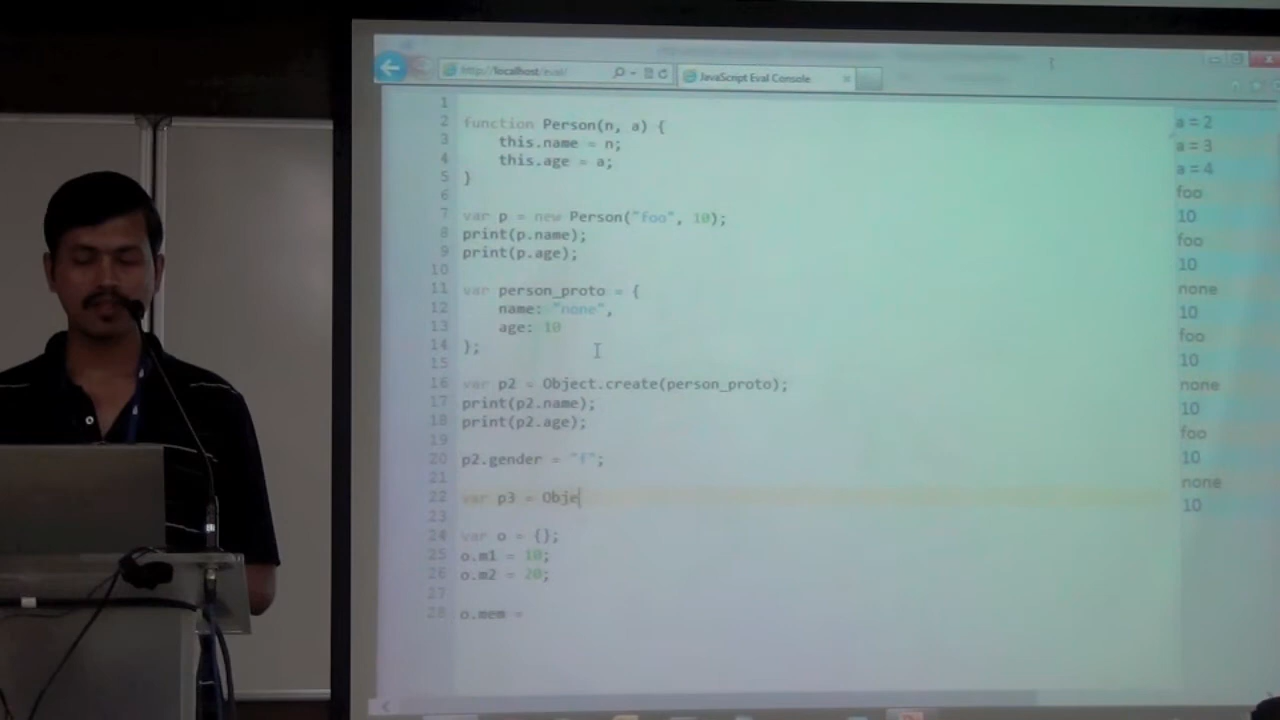 http://localhost/eval/
JavaScript Eval Console
1
2 function Person(n, a) {
3 this.name = n;
4 this.age = a;
5 }
6
7 var p = new Person("foo", 10);
8 print(p.name);
9 print(p.age);
10
11 var person_proto = {
12 name: "none",
13 age: 10
14 };
15
16 var p2 = Object.create(person_proto);
17 print(p2.name);
18 print(p2.age);
19
20 p2.gender = "f";
21
22 var p3 = Obje
23
24 var o = {};
25 o.m1 = 10;
26 o.m2 = 20;
27
28 o.mem =
a = 2
a = 3
a = 4
foo
10
foo
10
none
10
foo
10
none
10
foo
10
none
10